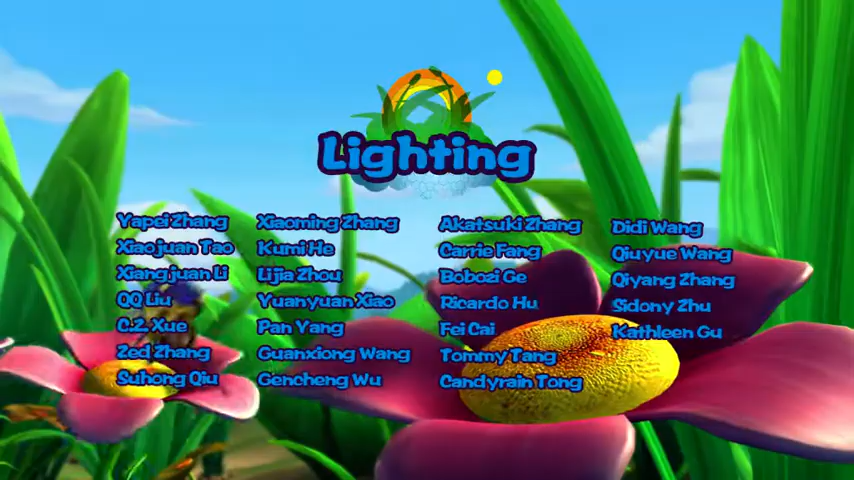 Lighting
Yapei Zhang
Xiaojuan Tao
Xiangjuan Li
QQ Liu
C.Z. Xue
Zed Zhang
Suhong Qiu
Xiaoming Zhang
Kumi He
Lijia Zhou
Yuanyuan Xiao
Pan Yang
Guanxiong Wang
Gencheng Wu
Akatsuki Zhang
Carrie Fang
Bobozi Ge
Ricardo Hu
Fei Cai
Tommy Tang
Candyrain Tong
Didi Wang
Qiuyue Wang
Qiyang Zhang
Sidony Zhu
Kathleen Gu